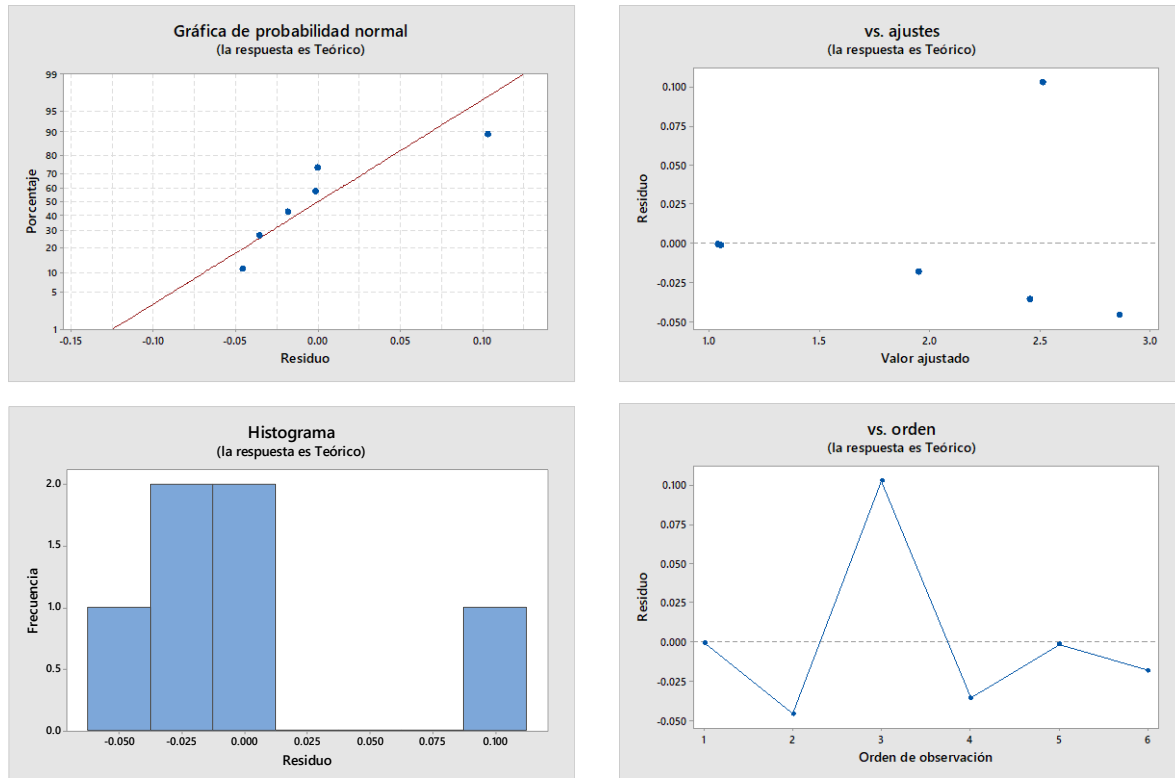 Gráfica de probabilidad normal
(la respuesta es Teórico)
99
95
90
80
70
60
50
40
30
20
10
5
1
Porcentaje
-0.15 -0.10 -0.05 0.00 0.05 0.10
Residuo
vs. ajustes
(la respuesta es Teórico)
0.100
0.075
0.050
0.025
0.000
-0.025
-0.050
Residuo
1.0 1.5 2.0 2.5 3.0
Valor ajustado
Histograma
(la respuesta es Teórico)
2.0
1.5
1.0
0.5
0.0
Frecuencia
-0.050 -0.025 0.000 0.025 0.050 0.075 0.100
Residuo
vs. orden
(la respuesta es Teórico)
0.100
0.075
0.050
0.025
0.000
-0.025
-0.050
Residuo
1 2 3 4 5 6
Orden de observación